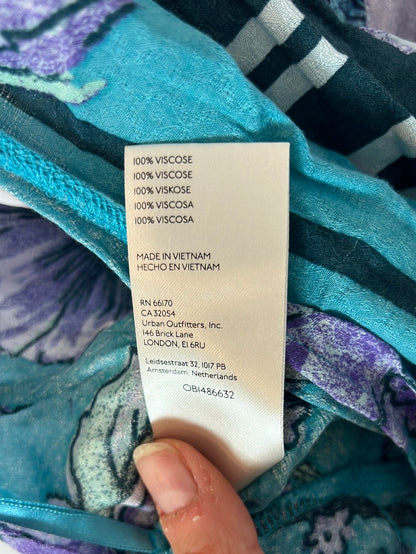 100% VISCOSE
100% VISCOSE
100% VISKOSE
100% VISCOSA
100% VISCOSA
MADE IN VIETNAM
HECHO EN VIETNAM
RN 66170
CA 32054
Urban Outfitters, Inc.
146 Brick Lane
LONDON, E1 6RU
Leidsestraat 32, 1017 PB
Amsterdam, Netherlands
OB1486632